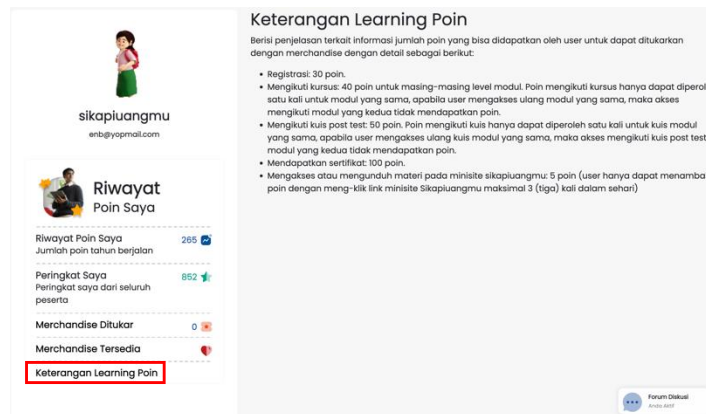 sikapiuangmu
enb@yopmail.com
Riwayat
Poin Saya
Riwayat Poin Saya 265
Jumlah poin tahun berjalan
Peringkat Saya 852
Peringkat saya dari seluruh
peserta
Merchandise Ditukar 0
Merchandise Tersedia
Keterangan Learning Poin
Keterangan Learning Poin
Berisi penjelasan terkait informasi jumlah poin yang bisa didapatkan oleh user untuk dapat ditukarkan
dengan merchandise dengan detail sebagai berikut:
• Registrasi: 30 poin.
• Mengikuti kursus: 40 poin untuk masing-masing level modul. Poin mengikuti kursus hanya dapat diperol
satu kali untuk modul yang sama, apabila user mengakses ulang modul yang sama, maka akses
mengikuti modul yang kedua tidak mendapatkan poin.
• Mengikuti kuis post test: 50 poin. Poin mengikuti kuis hanya dapat diperoleh satu kali untuk kuis modul
yang sama, apabila user mengakses ulang kuis modul yang sama, maka akses mengikuti kuis post test
modul yang kedua tidak mendapatkan poin.
• Mendapatkan sertifikat: 100 poin.
• Mengakses atau mengunduh materi pada minisite sikapiuangmu: 5 poin (user hanya dapat menamba
poin dengan meng-klik link minisite Sikapiuangmu maksimal 3 (tiga) kali dalam sehari)
Forum Diskusi
Anda Aktif